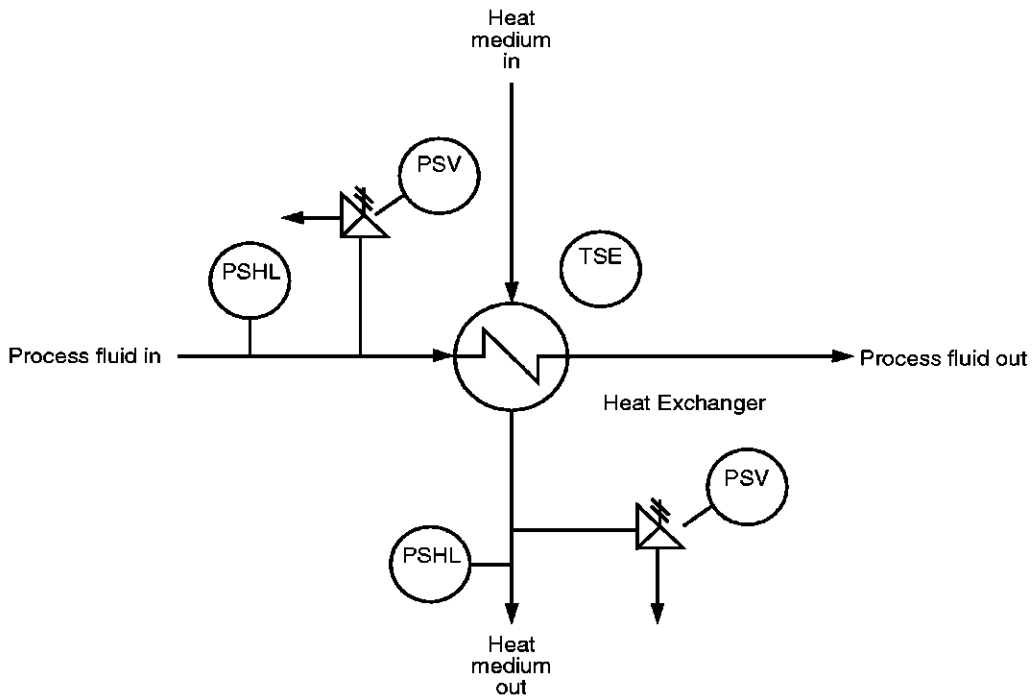 Heat
medium
in
PSV
TSE
PSHL
Process fluid in
Process fluid out
Heat Exchanger
PSV
PSHL
Heat
medium
out